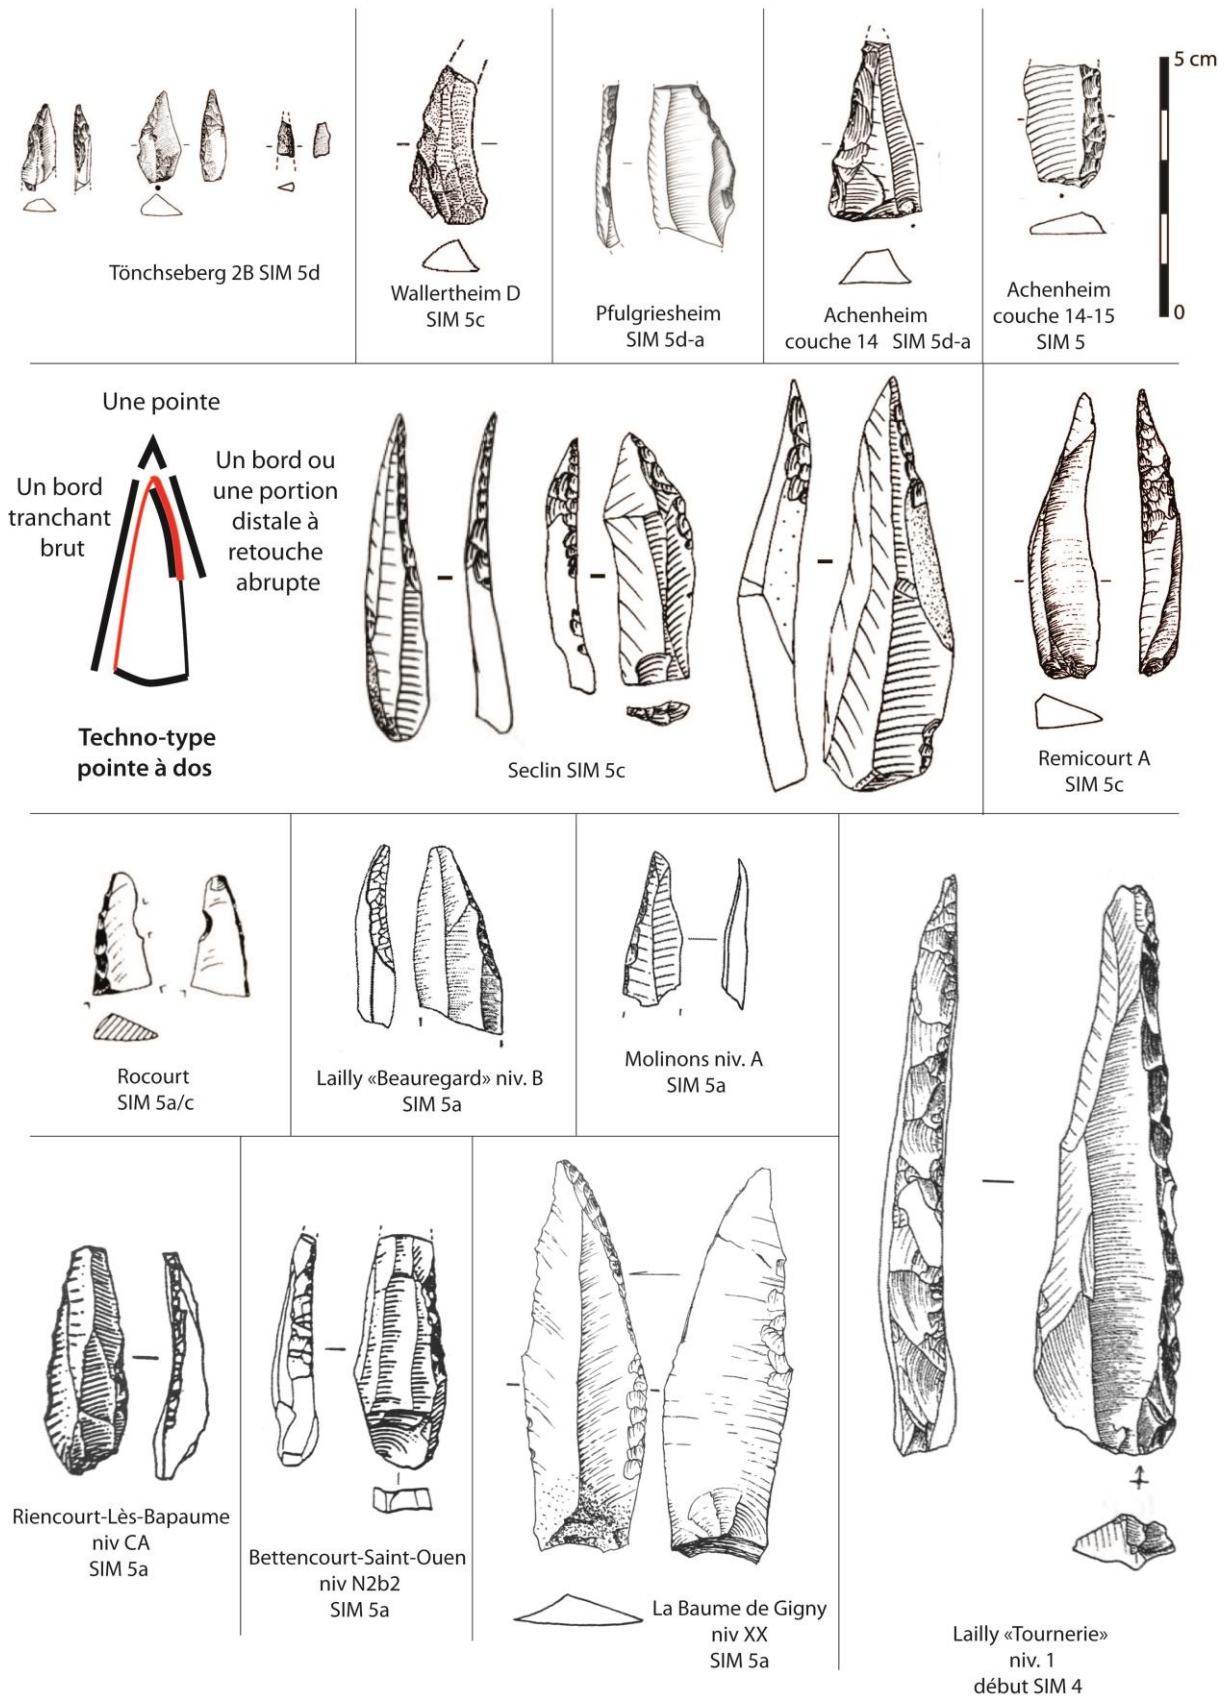 5 cm
0
Tönchseberg 2B SIM 5d
Wallertheim D
SIM 5c
Pfulgriesheim
SIM 5d-a
Achenheim
couche 14 SIM 5d-a
Achenheim
couche 14-15
SIM 5
Une pointe
Un bord
tranchant
brut
Un bord ou
une portion
distale à
retouche
abrupte
Techno-type
pointe à dos
Seclin SIM 5c
Remicourt A
SIM 5c
Rocourt
SIM 5a/c
Lailly «Beauregard» niv. B
SIM 5a
Molinons niv. A
SIM 5a
Riencourt-Lès-Bapaume
niv CA
SIM 5a
Bettencourt-Saint-Ouen
niv N2b2
SIM 5a
La Baume de Gigny
niv XX
SIM 5a
Lailly «Tournerie»
niv. 1
début SIM 4